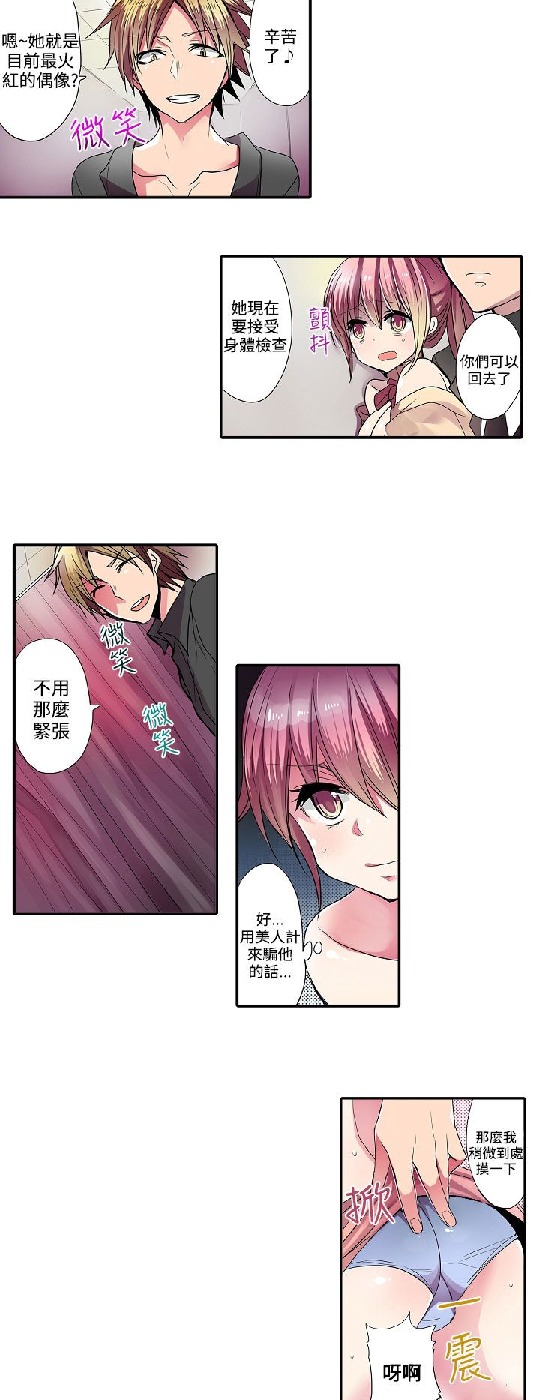 辛苦
了♪
嗯~她就是
目前最火
紅的偶像?
微笑
她現在
要接受
身體檢查
顫抖
你們可以
回去了
微笑
微笑
不用
那麼
緊張
好...
用美人計
來騙他
的話...
那麼我
稍微到處
摸一下
掀
一震
呀啊